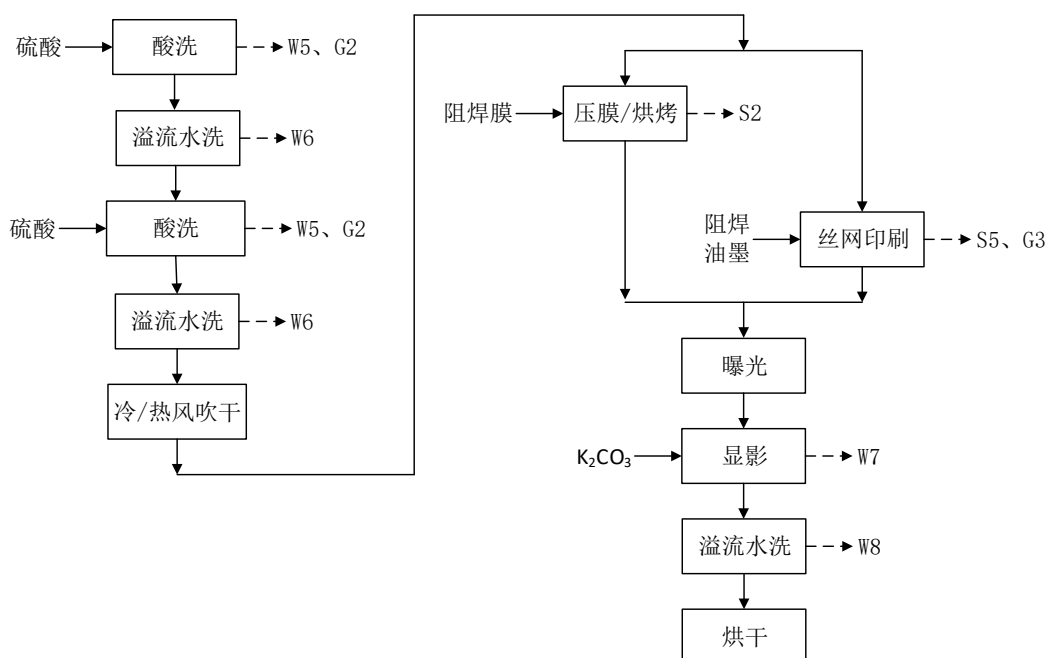 硫酸
酸洗
W5、G2
溢流水洗
W6
硫酸
酸洗
W5、G2
溢流水洗
W6
冷/热风吹干
阻焊膜
压膜/烘烤
S2
阻焊
油墨
丝网印刷
S5、G3
曝光
K₂CO₃
显影
W7
溢流水洗
W8
烘干